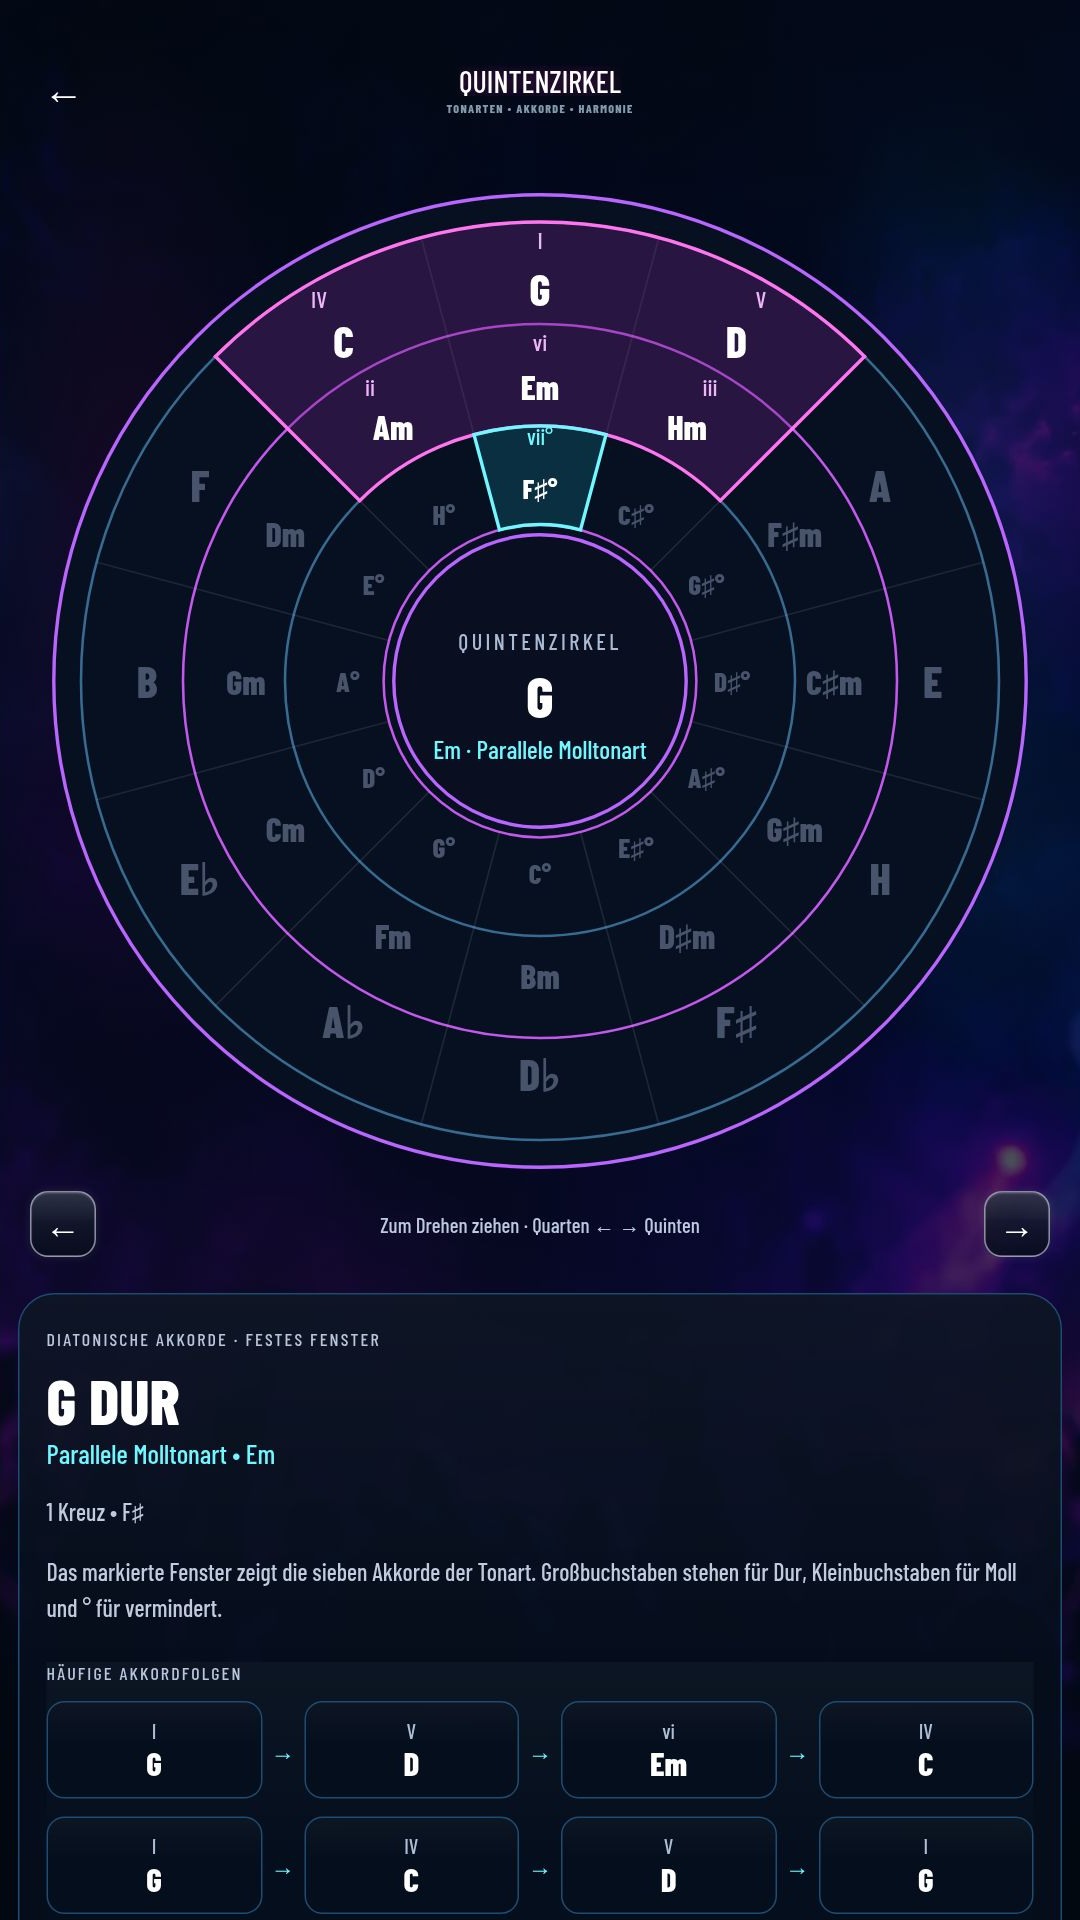 ←
QUINTENZIRKEL
TONARTEN • AKKORDE • HARMONIE
I
G
IV
C
V
D
vi
Em
ii
Am
iii
Hm
vii°
F♯°
F
A
Dm
H°
C♯°
F♯m
E°
G♯°
B
Gm
A°
D♯°
C♯m
E
QUINTENZIRKEL
G
Em · Parallele Molltonart
D°
A♯°
Cm
G°
E♯°
G♯m
C°
E♭
H
Fm
D♯m
Bm
A♭
F♯
D♭
←
Zum Drehen ziehen · Quarten ← → Quinten
→
DIATONISCHE AKKORDE · FESTES FENSTER
G DUR
Parallele Molltonart • Em
1 Kreuz • F♯
Das markierte Fenster zeigt die sieben Akkorde der Tonart. Großbuchstaben stehen für Dur, Kleinbuchstaben für Moll
und ° für vermindert.
HÄUFIGE AKKORDFOLGEN
I V vi IV
G → D → Em → C
I IV V I
G → C → D → G